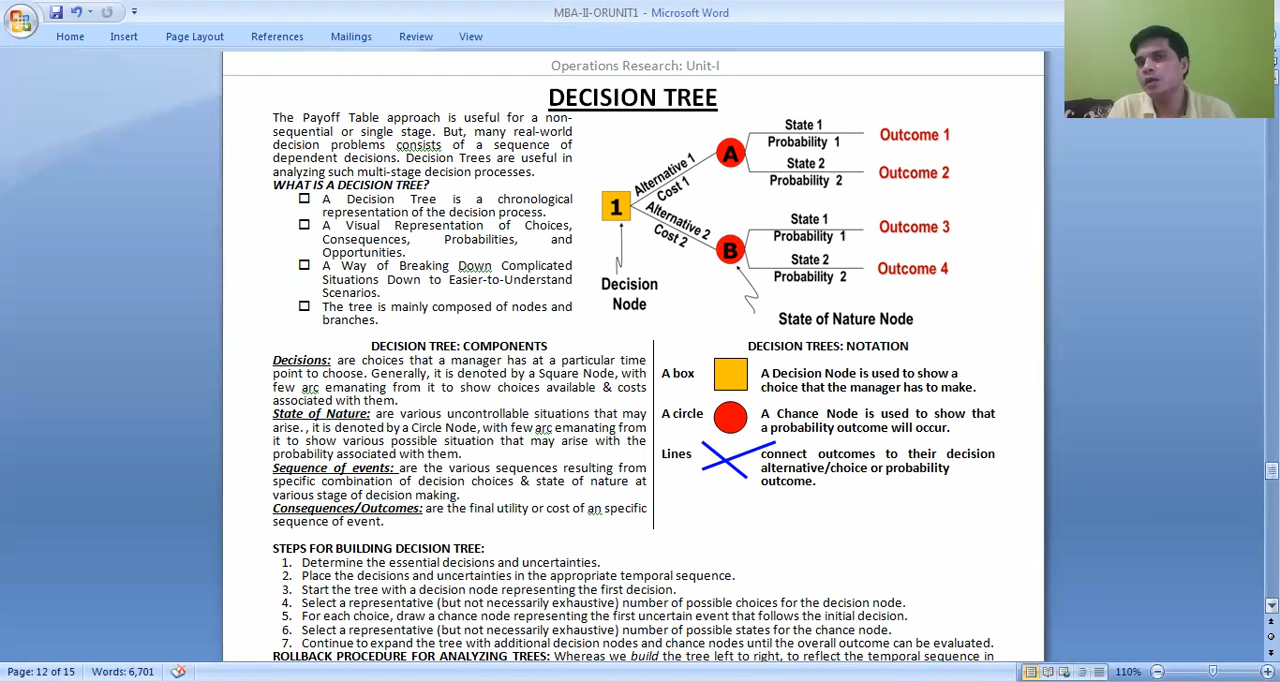 MBA-II-ORUNIT1 - Microsoft Word
Home Insert Page Layout References Mailings Review View
Operations Research: Unit-I
DECISION TREE
The Payoff Table approach is useful for a non-
sequential or single stage. But, many real-world
decision problems consists of a sequence of
dependent decisions. Decision Trees are useful in
analyzing such multi-stage decision processes.
WHAT IS A DECISION TREE?
A Decision Tree is a chronological
representation of the decision process.
A Visual Representation of Choices,
Consequences, Probabilities, and
Opportunities.
A Way of Breaking Down Complicated
Situations Down to Easier-to-Understand
Scenarios.
The tree is mainly composed of nodes and
branches.
1
Alternative 1
Cost 1
Alternative 2
Cost 2
A
B
State 1
Probability 1
Outcome 1
State 2
Probability 2
Outcome 2
State 1
Probability 1
Outcome 3
State 2
Probability 2
Outcome 4
Decision
Node
State of Nature Node
DECISION TREE: COMPONENTS
Decisions: are choices that a manager has at a particular time
point to choose. Generally, it is denoted by a Square Node, with
few arc emanating from it to show choices available & costs
associated with them.
State of Nature: are various uncontrollable situations that may
arise. , it is denoted by a Circle Node, with few arc emanating from
it to show various possible situation that may arise with the
probability associated with them.
Sequence of events: are the various sequences resulting from
specific combination of decision choices & state of nature at
various stage of decision making.
Consequences/Outcomes: are the final utility or cost of an specific
sequence of event.
DECISION TREES: NOTATION
A box
A Decision Node is used to show a
choice that the manager has to make.
A circle
A Chance Node is used to show that
a probability outcome will occur.
Lines
connect outcomes to their decision
alternative/choice or probability
outcome.
STEPS FOR BUILDING DECISION TREE:
1. Determine the essential decisions and uncertainties.
2. Place the decisions and uncertainties in the appropriate temporal sequence.
3. Start the tree with a decision node representing the first decision.
4. Select a representative (but not necessarily exhaustive) number of possible choices for the decision node.
5. For each choice, draw a chance node representing the first uncertain event that follows the initial decision.
6. Select a representative (but not necessarily exhaustive) number of possible states for the chance node.
7. Continue to expand the tree with additional decision nodes and chance nodes until the overall outcome can be evaluated.
ROLLBACK PROCEDURE FOR ANALYZING TREES: Whereas we build the tree left to right, to reflect the temporal sequence in
Page: 12 of 15 Words: 6,701 110%